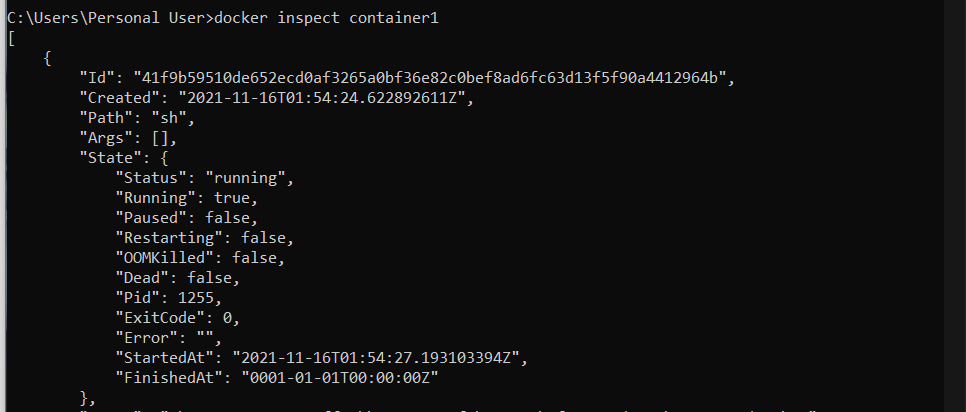 C:\Users\Personal User>docker inspect container1
[
    {
        "Id": "41f9b59510de652ecd0af3265a0bf36e82c0bef8ad6fc63d13f5f90a4412964b",
        "Created": "2021-11-16T01:54:24.622892611Z",
        "Path": "sh",
        "Args": [],
        "State": {
            "Status": "running",
            "Running": true,
            "Paused": false,
            "Restarting": false,
            "OOMKilled": false,
            "Dead": false,
            "Pid": 1255,
            "ExitCode": 0,
            "Error": "",
            "StartedAt": "2021-11-16T01:54:27.193103394Z",
            "FinishedAt": "0001-01-01T00:00:00Z"
        },